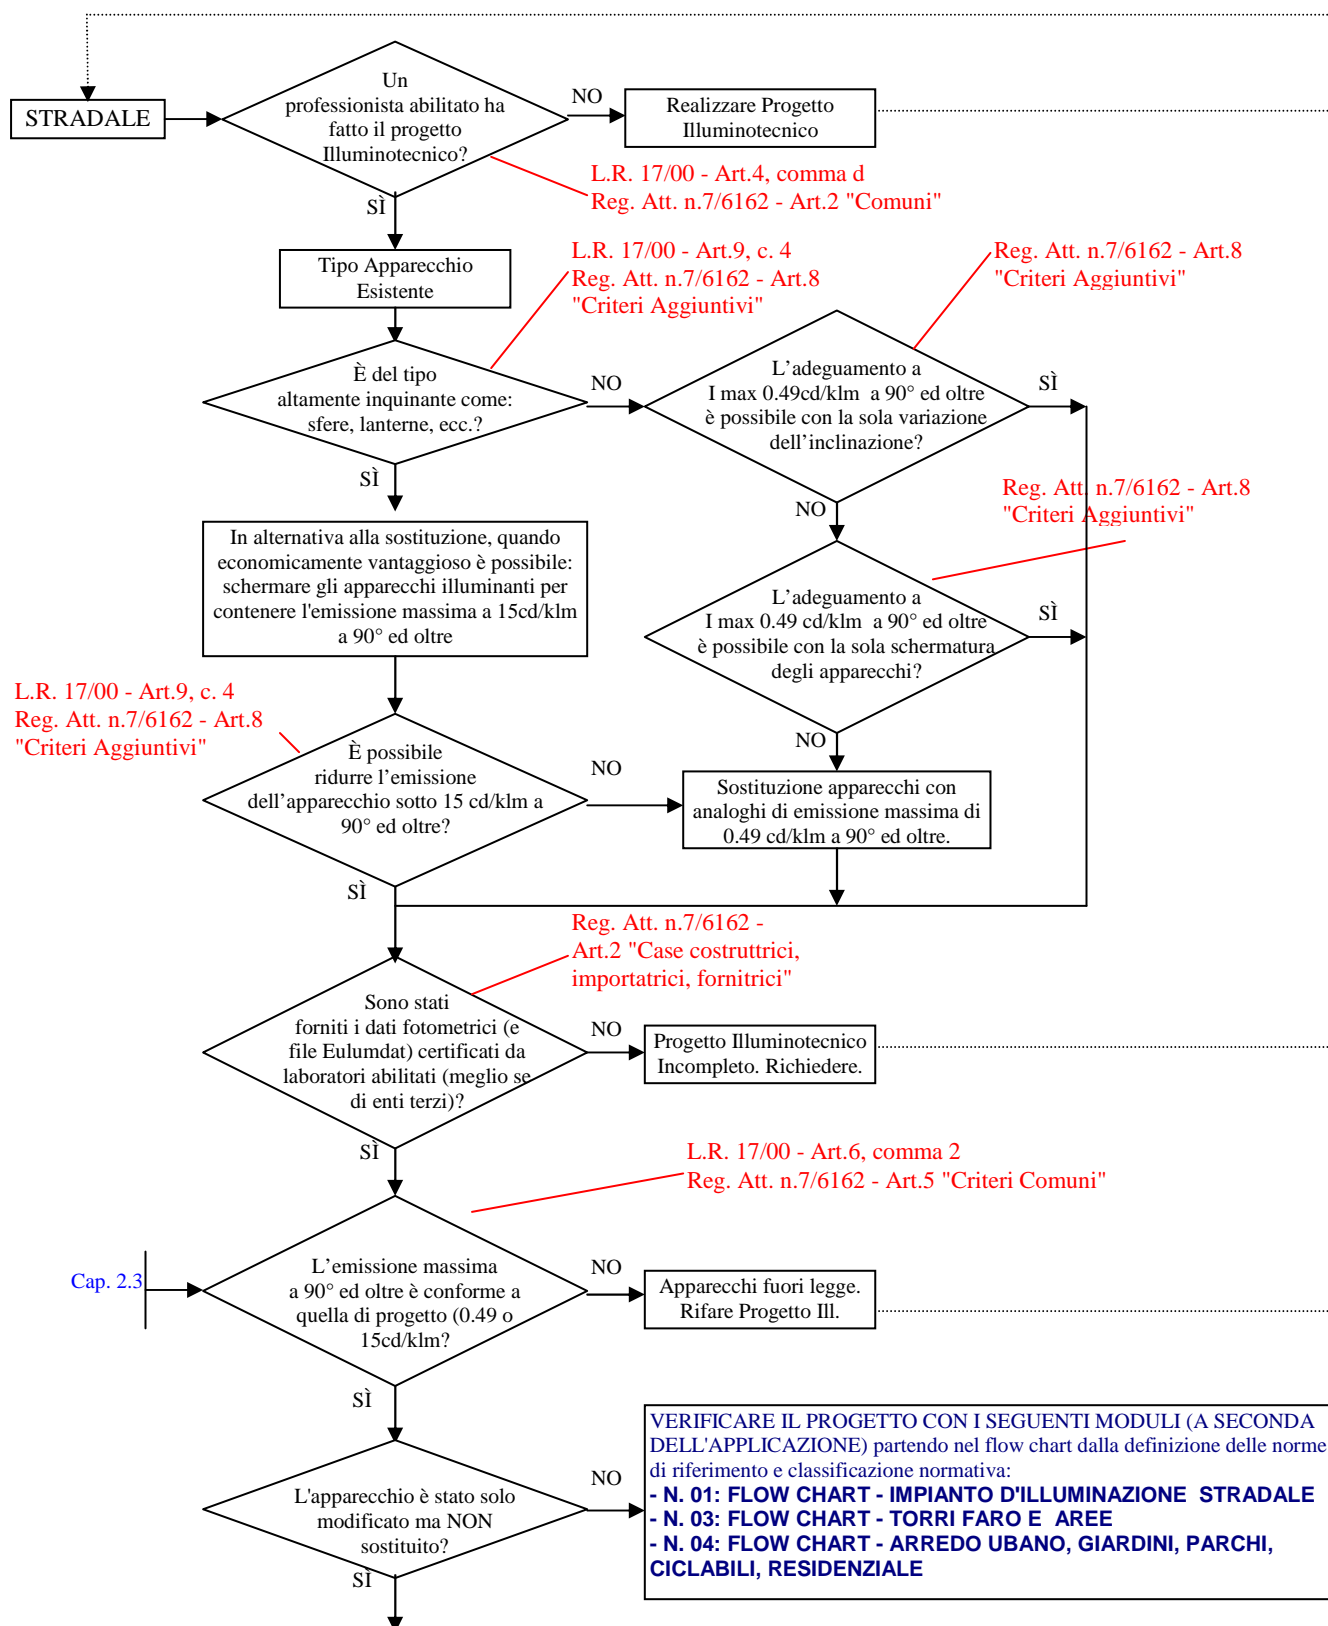 STRADALE
Un
professionista abilitato ha
fatto il progetto
Illuminotecnico?
NO
Realizzare Progetto
Illuminotecnico
L.R. 17/00 - Art.4, comma d
Reg. Att. n.7/6162 - Art.2 "Comuni"
SÌ
Tipo Apparecchio
Esistente
L.R. 17/00 - Art.9, c. 4
Reg. Att. n.7/6162 - Art.8
"Criteri Aggiuntivi"
Reg. Att. n.7/6162 - Art.8
"Criteri Aggiuntivi"
È del tipo
altamente inquinante come:
sfere, lanterne, ecc.?
NO
L'adeguamento a
I max 0.49cd/klm a 90° ed oltre
è possibile con la sola variazione
dell'inclinazione?
SÌ
SÌ
NO
Reg. Att. n.7/6162 - Art.8
"Criteri Aggiuntivi"
In alternativa alla sostituzione, quando
economicamente vantaggioso è possibile:
schermare gli apparecchi illuminanti per
contenere l'emissione massima a 15cd/klm
a 90° ed oltre
L'adeguamento a
I max 0.49 cd/klm a 90° ed oltre
è possibile con la sola schermatura
degli apparecchi?
SÌ
L.R. 17/00 - Art.9, c. 4
Reg. Att. n.7/6162 - Art.8
"Criteri Aggiuntivi"
NO
È possibile
ridurre l'emissione
dell'apparecchio sotto 15 cd/klm a
90° ed oltre?
NO
Sostituzione apparecchi con
analoghi di emissione massima di
0.49 cd/klm a 90° ed oltre.
SÌ
Reg. Att. n.7/6162 -
Art.2 "Case costruttrici,
importatrici, fornitrici"
Sono stati
forniti i dati fotometrici (e
file Eulumdat) certificati da
laboratori abilitati (meglio se
di enti terzi)?
NO
Progetto Illuminotecnico
Incompleto. Richiedere.
SÌ
L.R. 17/00 - Art.6, comma 2
Reg. Att. n.7/6162 - Art.5 "Criteri Comuni"
Cap. 2.3
L'emissione massima
a 90° ed oltre è conforme a
quella di progetto (0.49 o
15cd/klm?
NO
Apparecchi fuori legge.
Rifare Progetto Ill.
SÌ
L'apparecchio è stato solo
modificato ma NON
sostituito?
NO
VERIFICARE IL PROGETTO CON I SEGUENTI MODULI (A SECONDA
DELL'APPLICAZIONE) partendo nel flow chart dalla definizione delle norme
di riferimento e classificazione normativa:
- N. 01: FLOW CHART - IMPIANTO D'ILLUMINAZIONE STRADALE
- N. 03: FLOW CHART - TORRI FARO E AREE
- N. 04: FLOW CHART - ARREDO UBANO, GIARDINI, PARCHI,
CICLABILI, RESIDENZIALE
SÌ